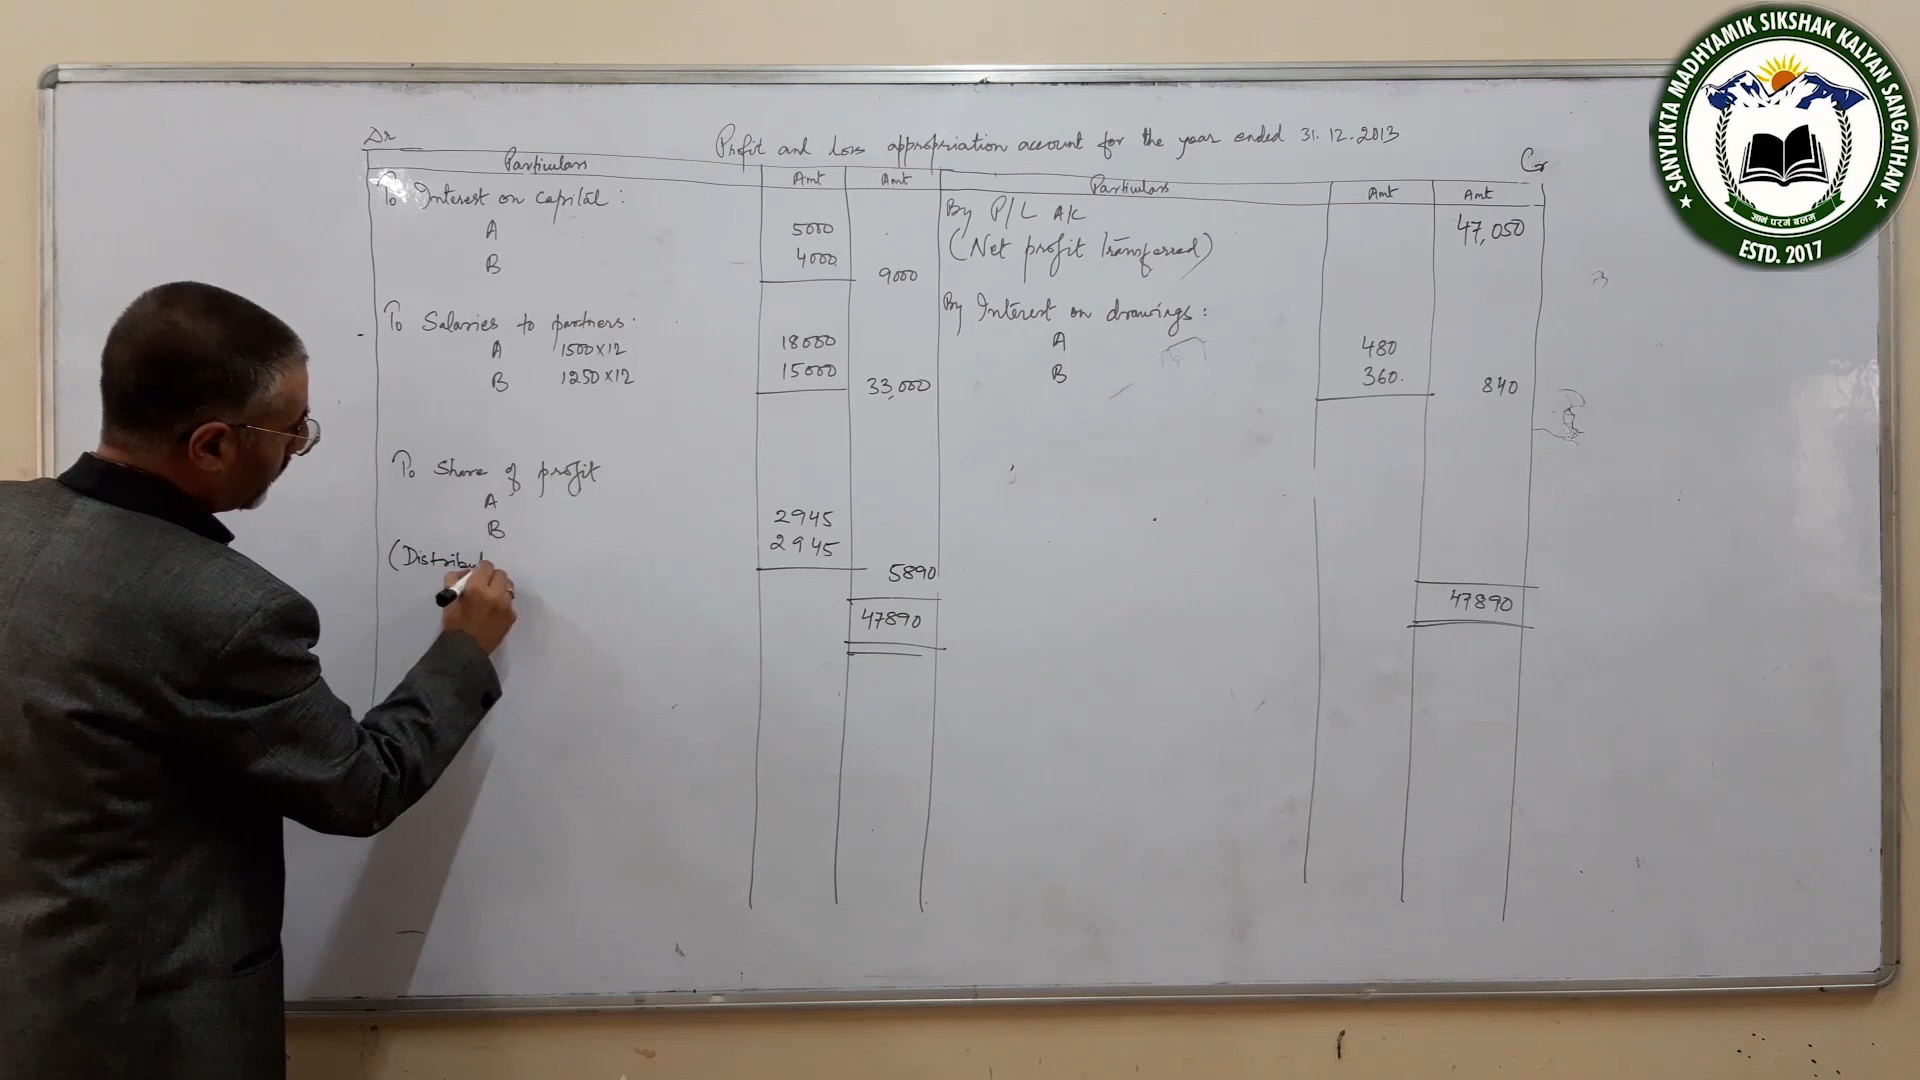 Dr
Profit and Loss appropriation account for the year ended 31.12.2013
Cr
Particulars Amt Amt Particulars Amt Amt
To Interest on capital :
A 5000
B 4000
9000
To Salaries to partners.
A 1500×12 18000
B 1250×12 15000
33,000
To Share of profit
A 2945
B 2945
(Distribu
5890
47890
By P/L A/C 47,050
(Net profit transferred)
By Interest on drawings :
A 480
B 360.
840
47890
SANYUKTA MADHYAMIK SIKSHAK KALYAN SANGATHAN
ज्ञानं परमं बलम्
ESTD. 2017